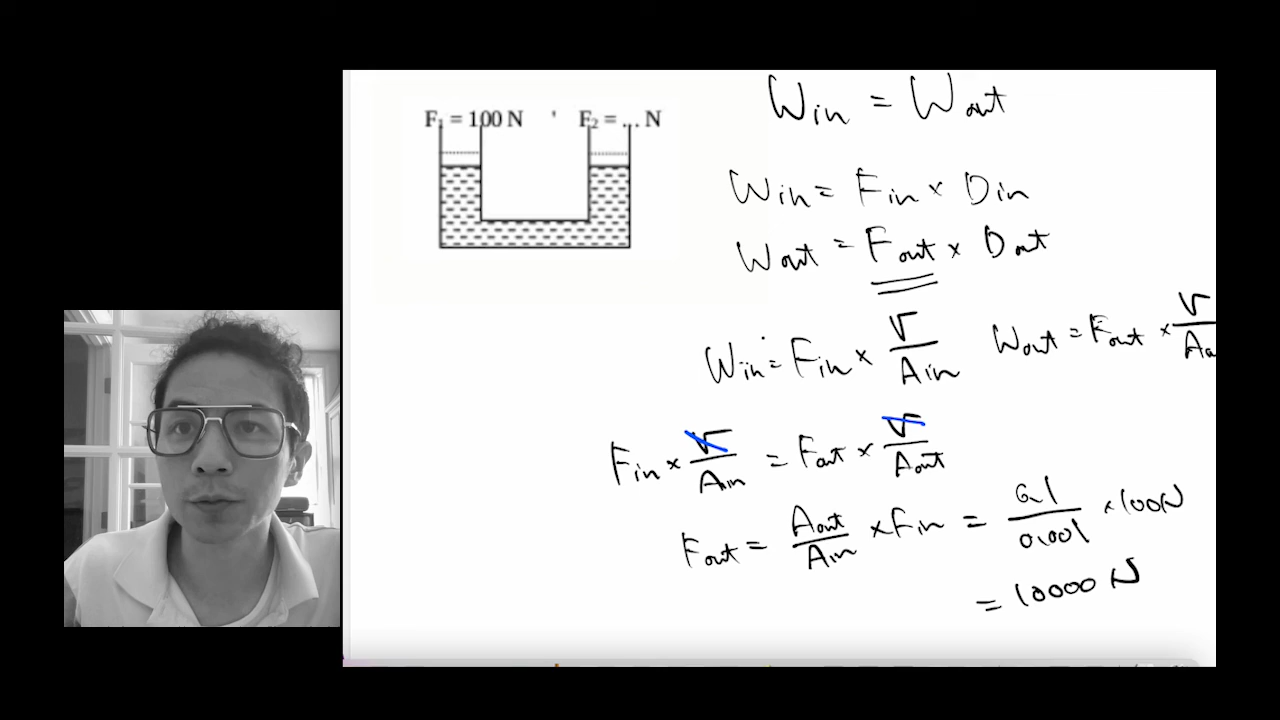 F₁ = 100 N ' F₂ = ... N
Win = Wout
Win = Fin × Din
Wout = Fout × Dout
Win = Fin × V/Ain Wout = Fout × V
Fin × V/Ain = Fout × V/Aout
Fout = Aout/Ain × Fin = 0.1/0.001 × 100N
= 10000 N